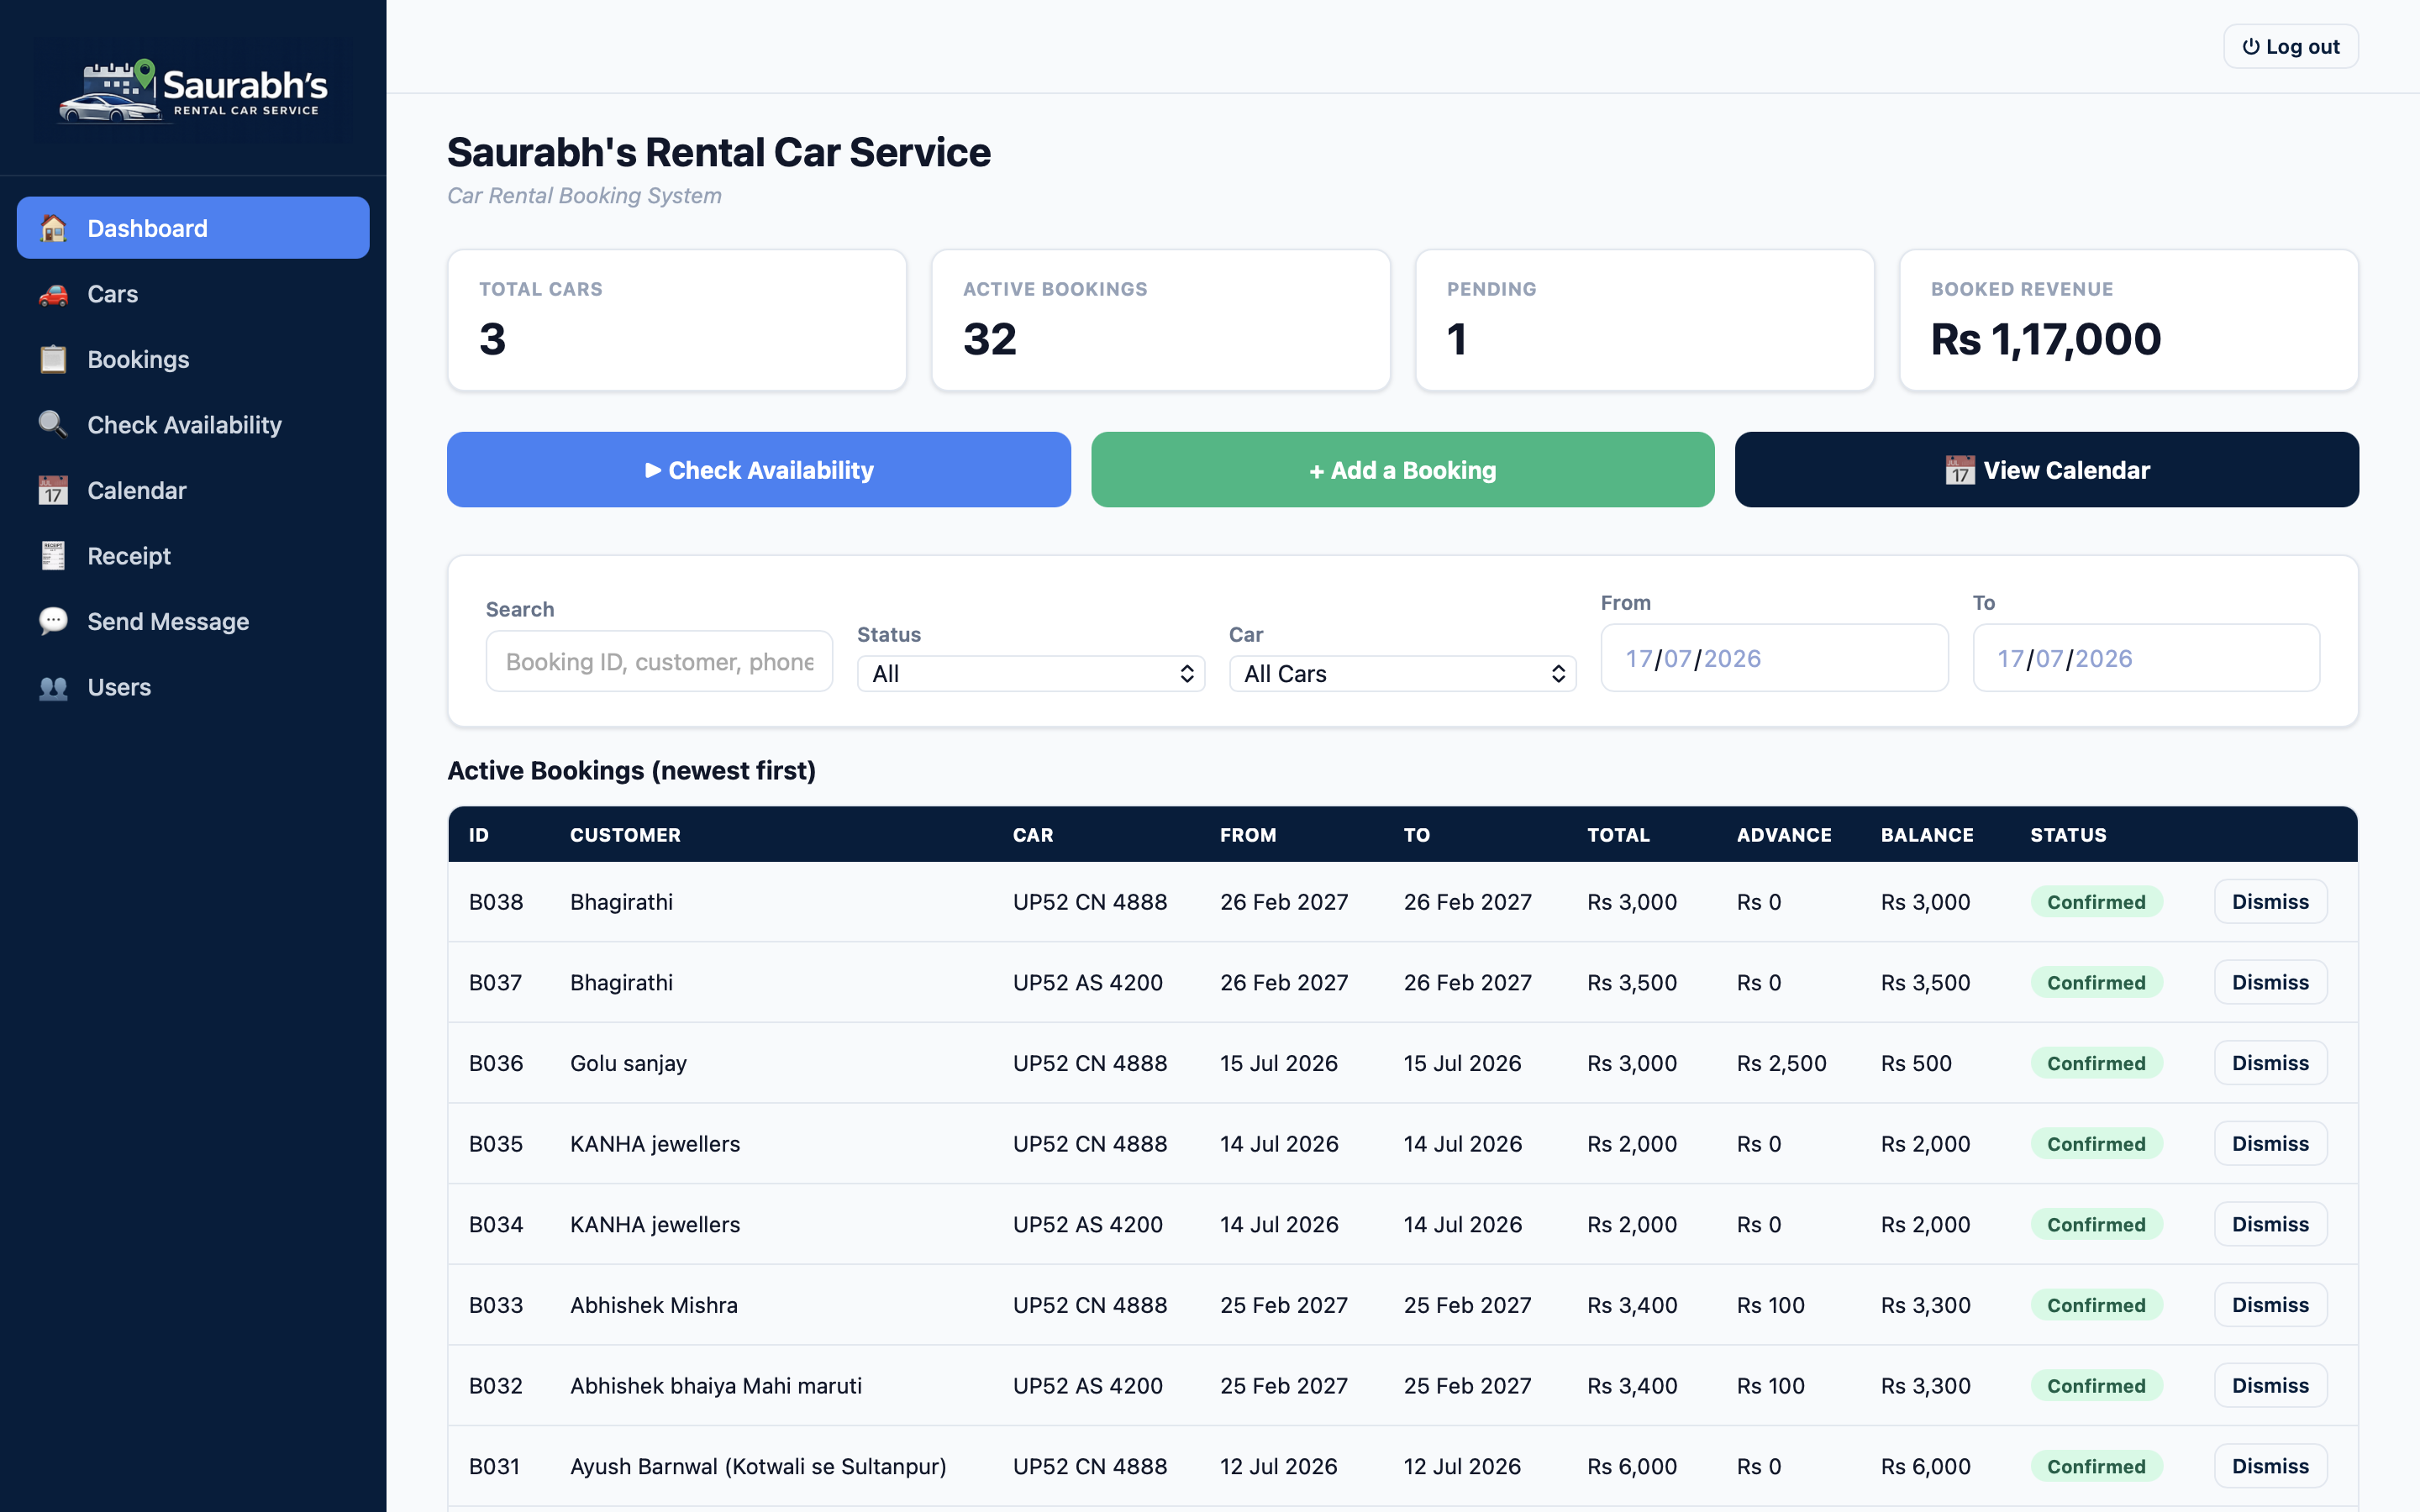 Saurabh's
RENTAL CAR SERVICE
Dashboard
Cars
Bookings
Check Availability
Calendar
Receipt
Send Message
Users
Log out
Saurabh's Rental Car Service
Car Rental Booking System
TOTAL CARS
3
ACTIVE BOOKINGS
32
PENDING
1
BOOKED REVENUE
Rs 1,17,000
Check Availability
+ Add a Booking
View Calendar
Search
Booking ID, customer, phone
Status
All
Car
All Cars
From
17/07/2026
To
17/07/2026
Active Bookings (newest first)
ID CUSTOMER CAR FROM TO TOTAL ADVANCE BALANCE STATUS
B038 Bhagirathi UP52 CN 4888 26 Feb 2027 26 Feb 2027 Rs 3,000 Rs 0 Rs 3,000 Confirmed Dismiss
B037 Bhagirathi UP52 AS 4200 26 Feb 2027 26 Feb 2027 Rs 3,500 Rs 0 Rs 3,500 Confirmed Dismiss
B036 Golu sanjay UP52 CN 4888 15 Jul 2026 15 Jul 2026 Rs 3,000 Rs 2,500 Rs 500 Confirmed Dismiss
B035 KANHA jewellers UP52 CN 4888 14 Jul 2026 14 Jul 2026 Rs 2,000 Rs 0 Rs 2,000 Confirmed Dismiss
B034 KANHA jewellers UP52 AS 4200 14 Jul 2026 14 Jul 2026 Rs 2,000 Rs 0 Rs 2,000 Confirmed Dismiss
B033 Abhishek Mishra UP52 CN 4888 25 Feb 2027 25 Feb 2027 Rs 3,400 Rs 100 Rs 3,300 Confirmed Dismiss
B032 Abhishek bhaiya Mahi maruti UP52 AS 4200 25 Feb 2027 25 Feb 2027 Rs 3,400 Rs 100 Rs 3,300 Confirmed Dismiss
B031 Ayush Barnwal (Kotwali se Sultanpur) UP52 CN 4888 12 Jul 2026 12 Jul 2026 Rs 6,000 Rs 0 Rs 6,000 Confirmed Dismiss